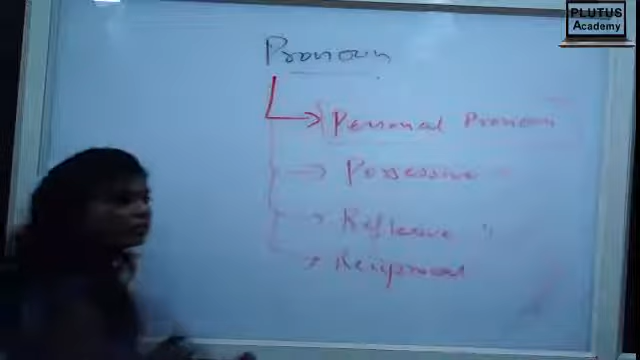 PLUTUS
Academy
Pronoun
Personal Pronoun
Possessive "
Reflexive "
Reciprocal